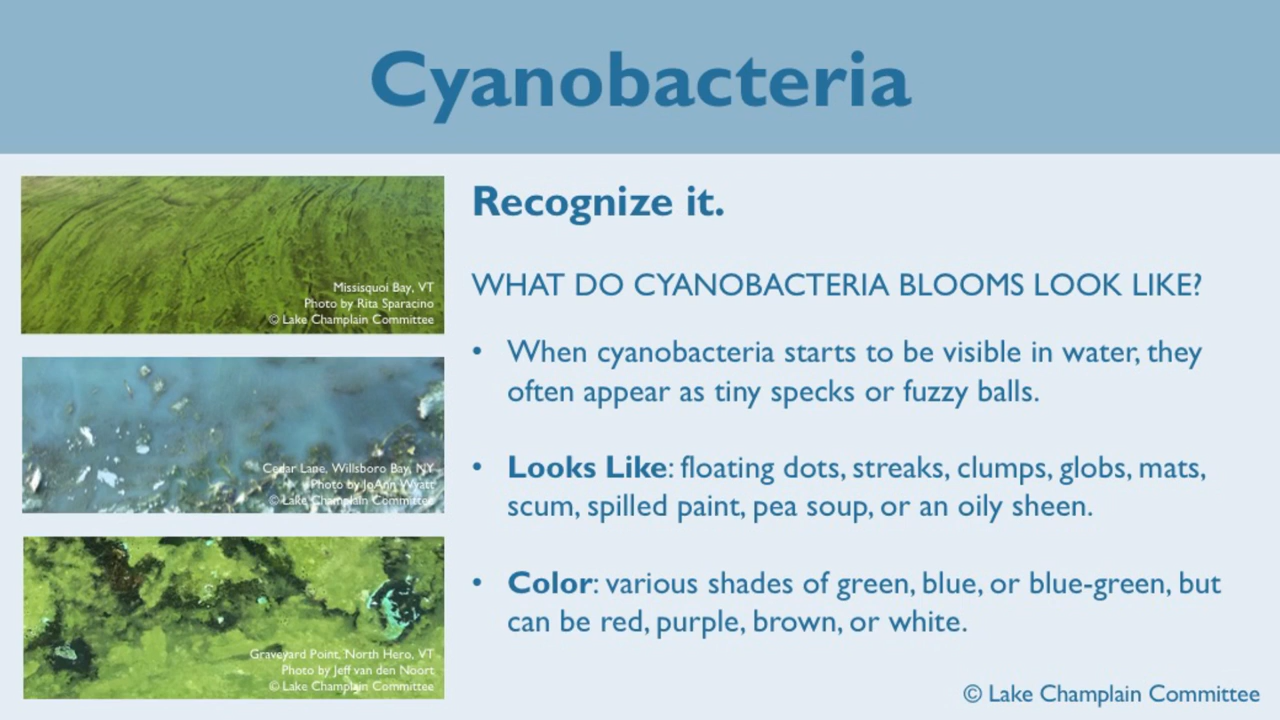 Cyanobacteria
Missisquoi Bay, VT
Photo by Rita Sparacino
© Lake Champlain Committee
Cedar Lane, Willsboro Bay, NY
Photo by JoAnn Wyatt
© Lake Champlain Committee
Graveyard Point, North Hero, VT
Photo by Jeff van den Noort
© Lake Champlain Committee
Recognize it.
WHAT DO CYANOBACTERIA BLOOMS LOOK LIKE?
• When cyanobacteria starts to be visible in water, they
often appear as tiny specks or fuzzy balls.
• Looks Like: floating dots, streaks, clumps, globs, mats,
scum, spilled paint, pea soup, or an oily sheen.
• Color: various shades of green, blue, or blue-green, but
can be red, purple, brown, or white.
© Lake Champlain Committee